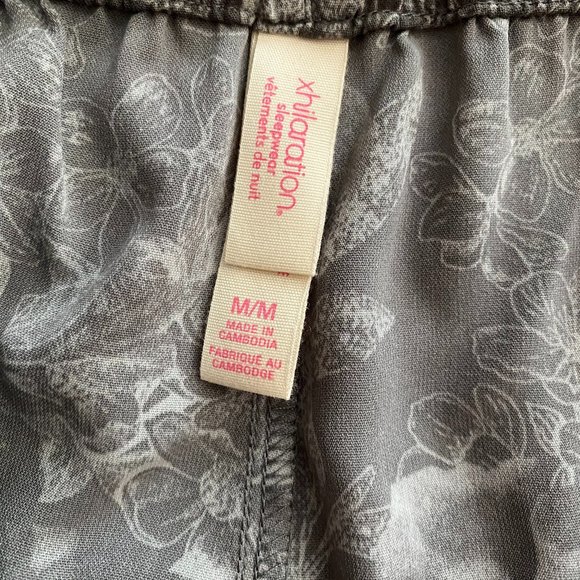 xhilaration®
sleepwear
vêtements de nuit
M/M
MADE IN
CAMBODIA
FABRIQUÉ AU
CAMBODGE